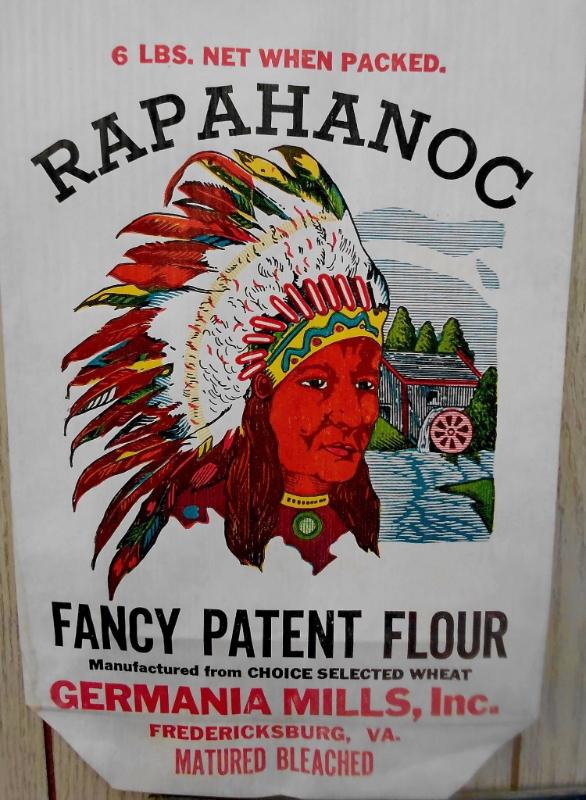 6 LBS. NET WHEN PACKED.
RAPAHANOC
FANCY PATENT FLOUR
Manufactured from CHOICE SELECTED WHEAT
GERMANIA MILLS, Inc.
FREDERICKSBURG, VA.
MATURED BLEACHED